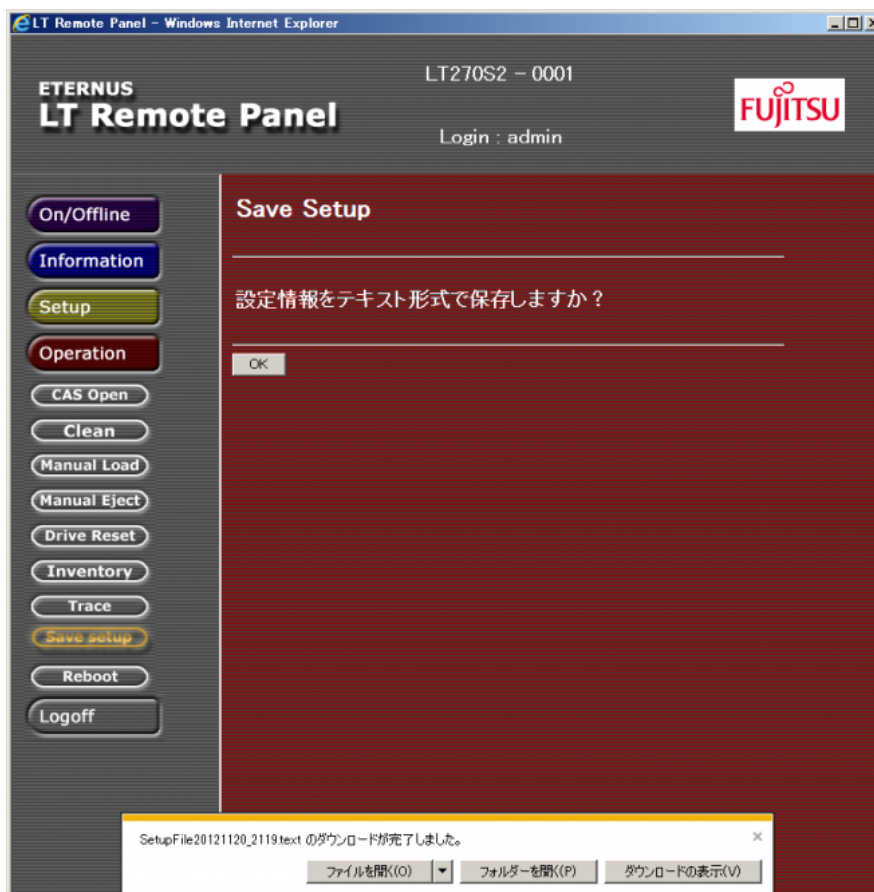 LT Remote Panel - Windows Internet Explorer
ETERNUS
LT Remote Panel
LT270S2 - 0001
Login : admin
FUJITSU
On/Offline
Information
Setup
Operation
CAS Open
Clean
Manual Load
Manual Eject
Drive Reset
Inventory
Trace
Save setup
Reboot
Logoff
Save Setup
設定情報をテキスト形式で保存しますか？
OK
SetupFile20121120_2119.text のダウンロードが完了しました。
×
ファイルを開く(O)
フォルダーを開く(P)
ダウンロードの表示(V)